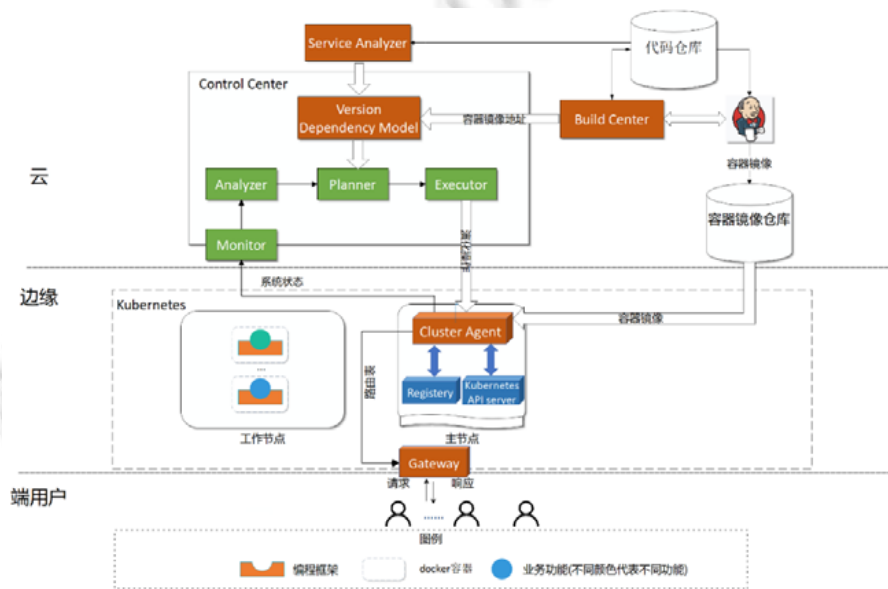 Service Analyzer
代码仓库
Control Center
Version
Dependency Model
容器镜像地址
Build Center
容器镜像
云
Analyzer
Planner
Executor
容器镜像仓库
Monitor
边缘
系统状态
Kubernetes
Cluster Agent
容器镜像
路由表
Registery
Kubernetes
API server
...
工作节点
主节点
Gateway
请求
响应
端用户
......
图例
编程框架
docker容器
业务功能(不同颜色代表不同功能)